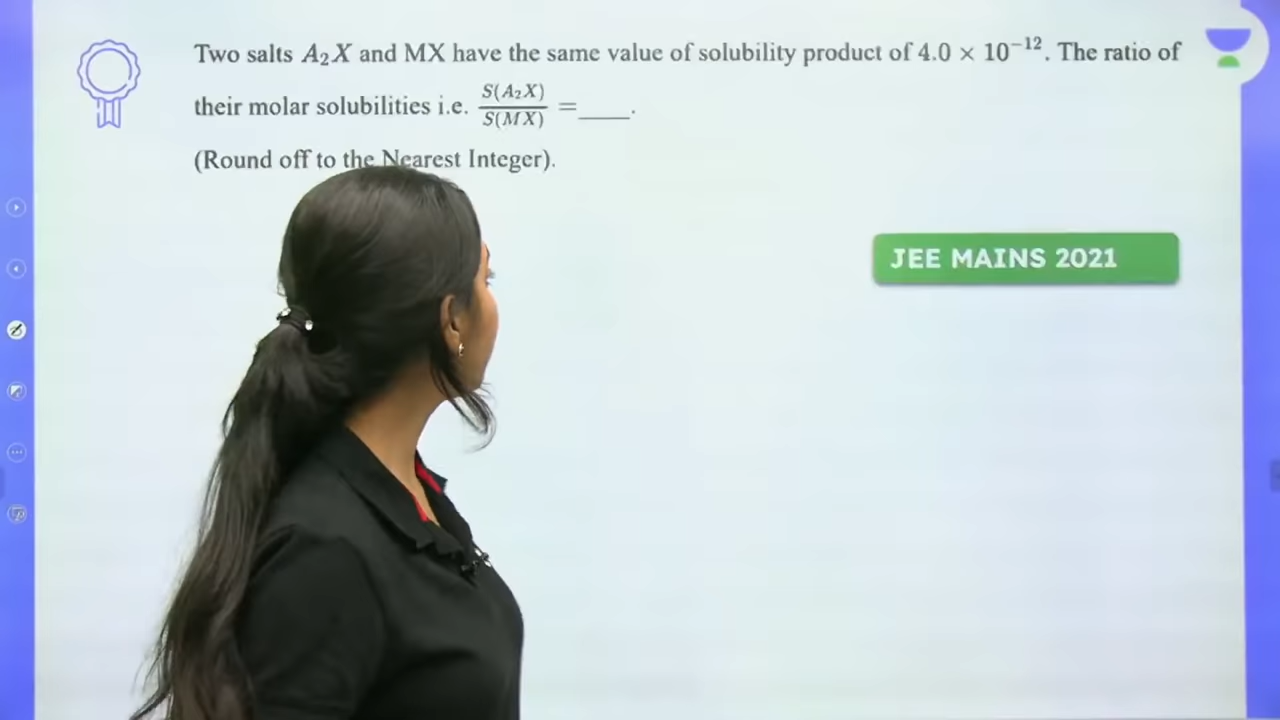 Two salts A₂X and MX have the same value of solubility product of 4.0 × 10⁻¹². The ratio of
their molar solubilities i.e. S(A₂X)/S(MX) =____.
(Round off to the Nearest Integer).
JEE MAINS 2021